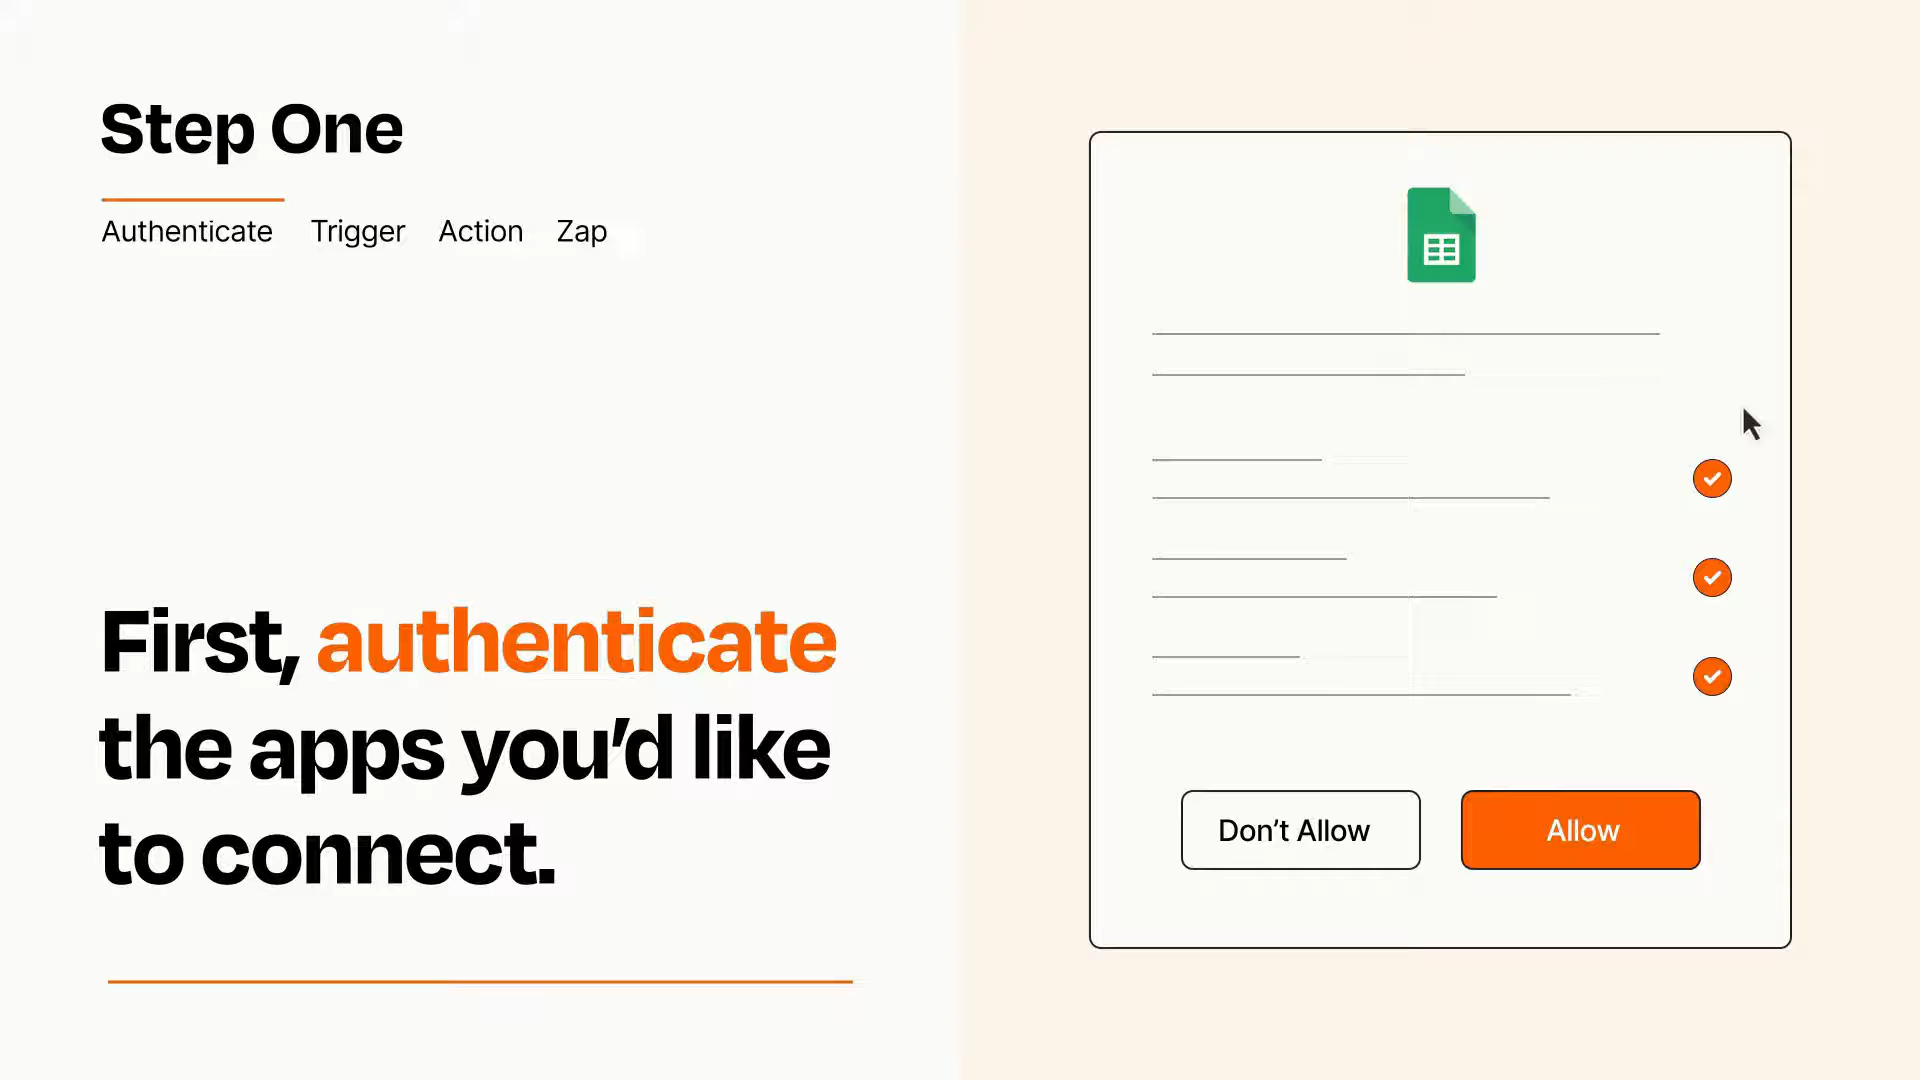 Step One
Authenticate Trigger Action Zap
First, authenticate
the apps you’d like
to connect.
Don’t Allow Allow